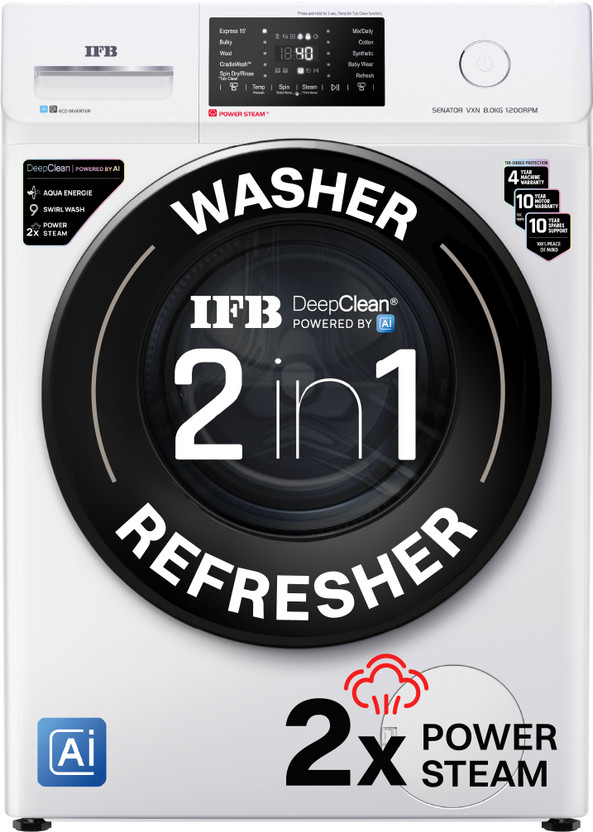 *Press and Hold for 3 sec. (Temp for Tub Clean function).
IFB
Express 15'
Bulky
Wool
CradleWash™
Spin Dry/Rinse
*Tub Clean
18:40
Mix/Daily
Cotton
Synthetic
Baby Wear
Refresh
Temp
Spin
Steam
Ai
ECO INVERTER
POWER STEAM™
SENATOR VXN 8.0KG 1200RPM
DeepClean | POWERED BY AI
AQUA ENERGIE
SWIRL WASH
2x POWER STEAM
4 YEAR MACHINE WARRANTY
10 YEAR MOTOR WARRANTY
10 YEAR SPARES SUPPORT
100% PEACE
OF MIND
WASHER
IFB DeepClean®
POWERED BY Ai
2in1
REFRESHER
Ai
2x POWER
STEAM